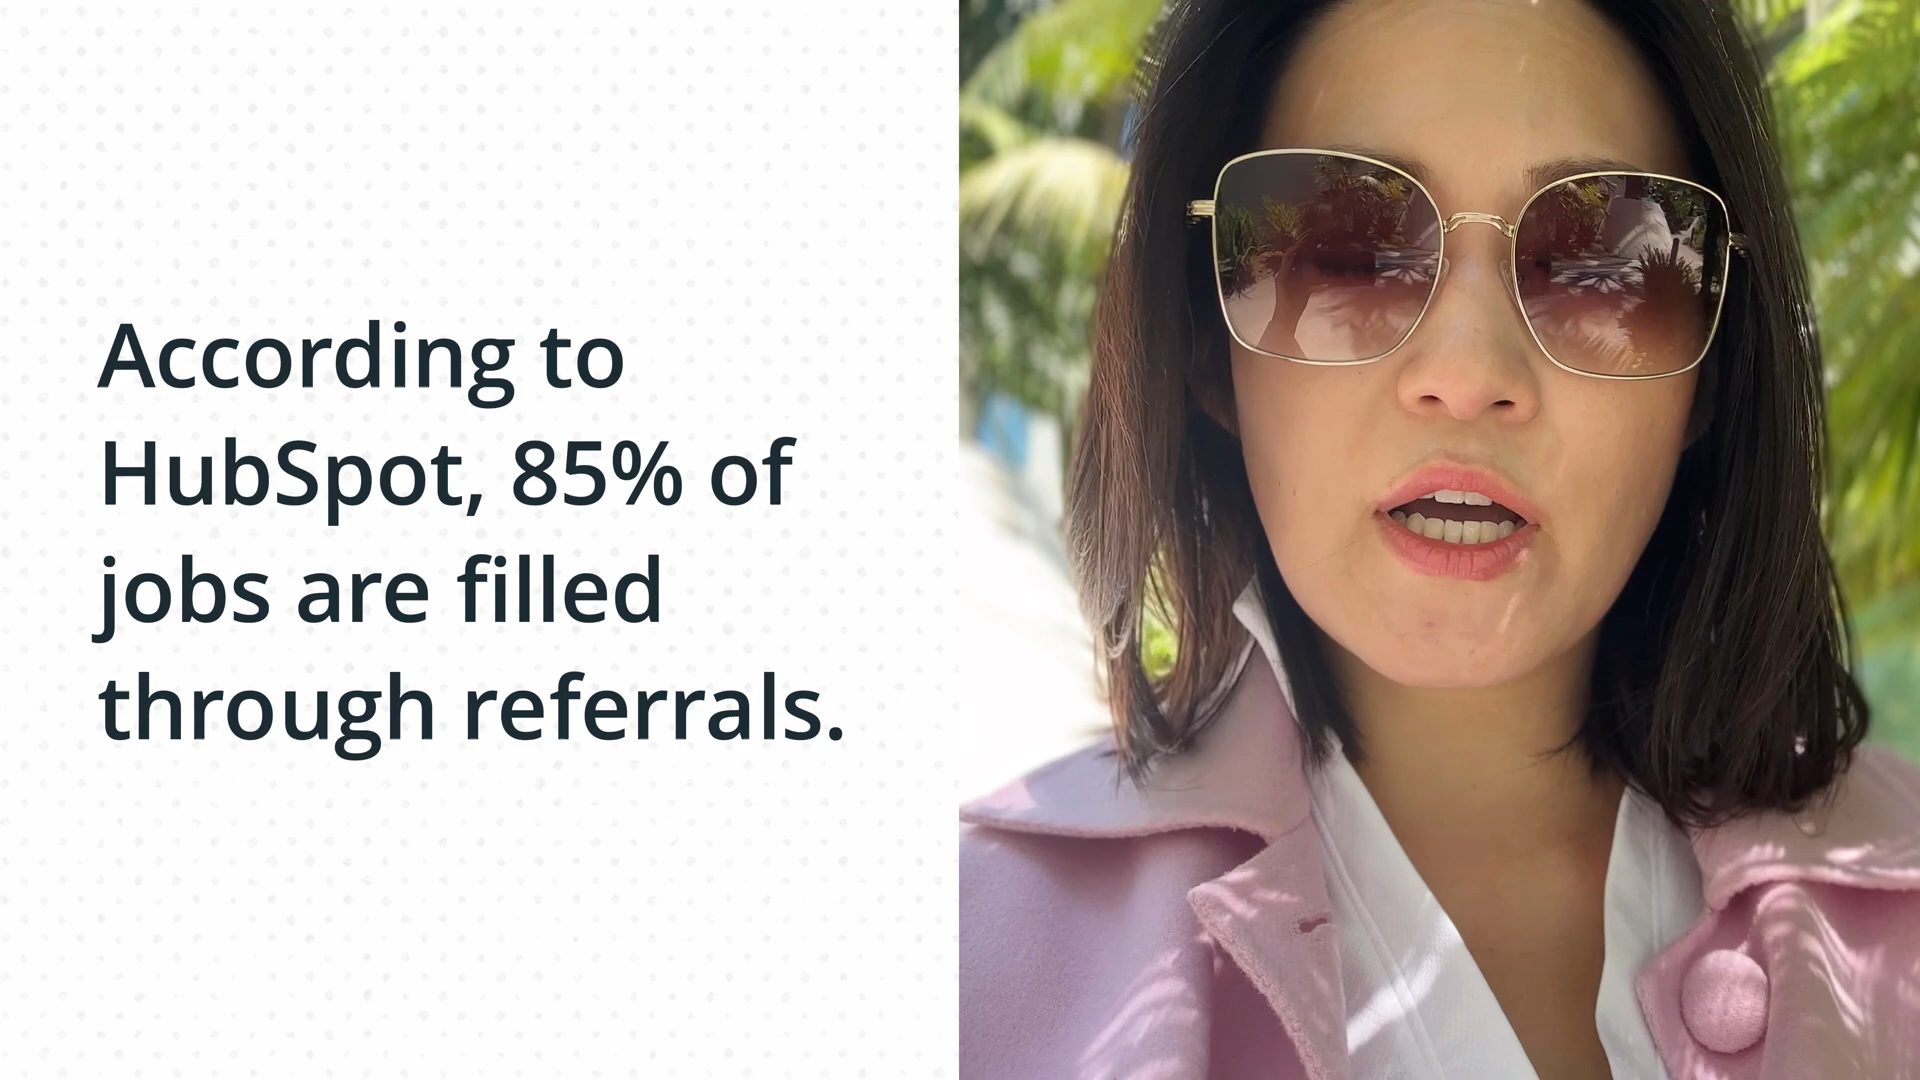 According to
HubSpot, 85% of
jobs are filled
through referrals.